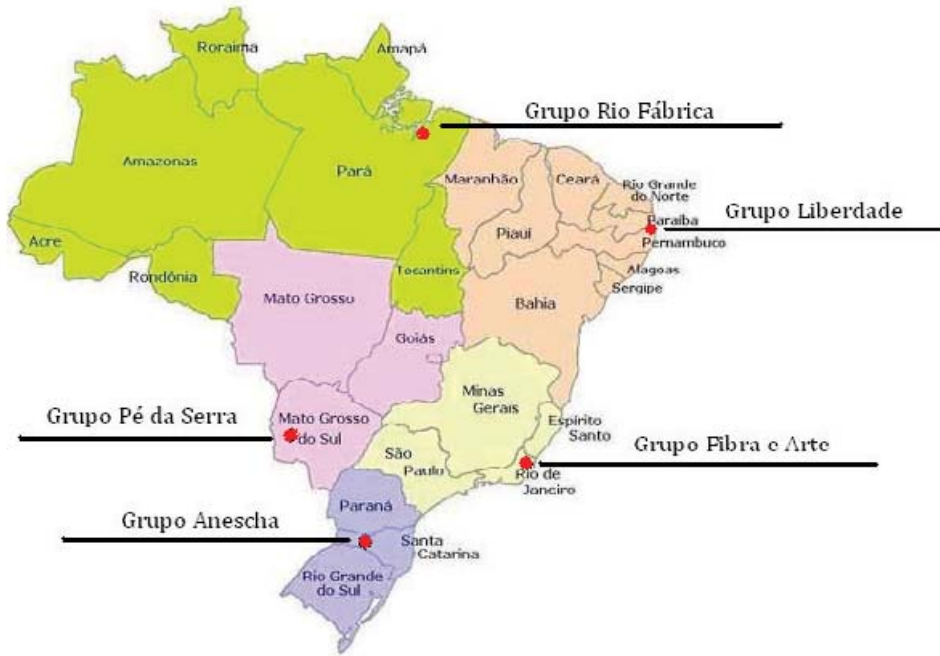 Roraima
Amapá
Grupo Rio Fábrica
Amazonas
Pará
Maranhão
Ceará
Rio Grande
do Norte
Grupo Liberdade
Paraíba
Piauí
Pernambuco
Acre
Rondônia
Tocantins
Alagoas
Sergipe
Mato Grosso
Bahia
Goiás
Minas
Gerais
Grupo Pé da Serra
Mato Grosso
do Sul
Espírito
Santo
Grupo Fibra e Arte
São
Paulo
Rio de
Janeiro
Paraná
Grupo Anescha
Santa
Catarina
Rio Grande
do Sul